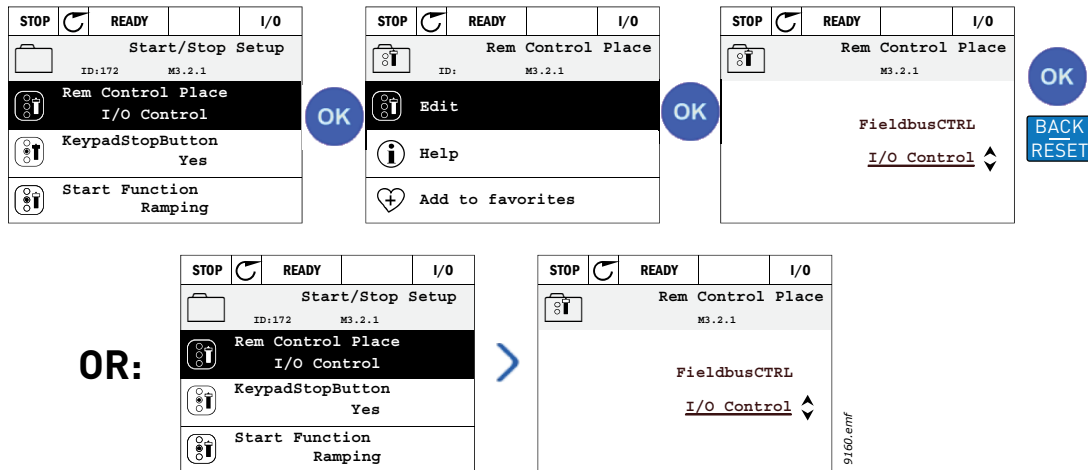 STOP READY I/O
Start/Stop Setup
ID:172 M3.2.1
Rem Control Place
I/O Control
KeypadStopButton
Yes
Start Function
Ramping
OK
STOP READY I/O
Rem Control Place
ID: M3.2.1
Edit
Help
Add to favorites
OK
STOP READY I/O
Rem Control Place
M3.2.1
FieldbusCTRL
I/O Control
OK
BACK
RESET
OR:
STOP READY I/O
Start/Stop Setup
ID:172 M3.2.1
Rem Control Place
I/O Control
KeypadStopButton
Yes
Start Function
Ramping
STOP READY I/O
Rem Control Place
M3.2.1
FieldbusCTRL
I/O Control
9160.emf